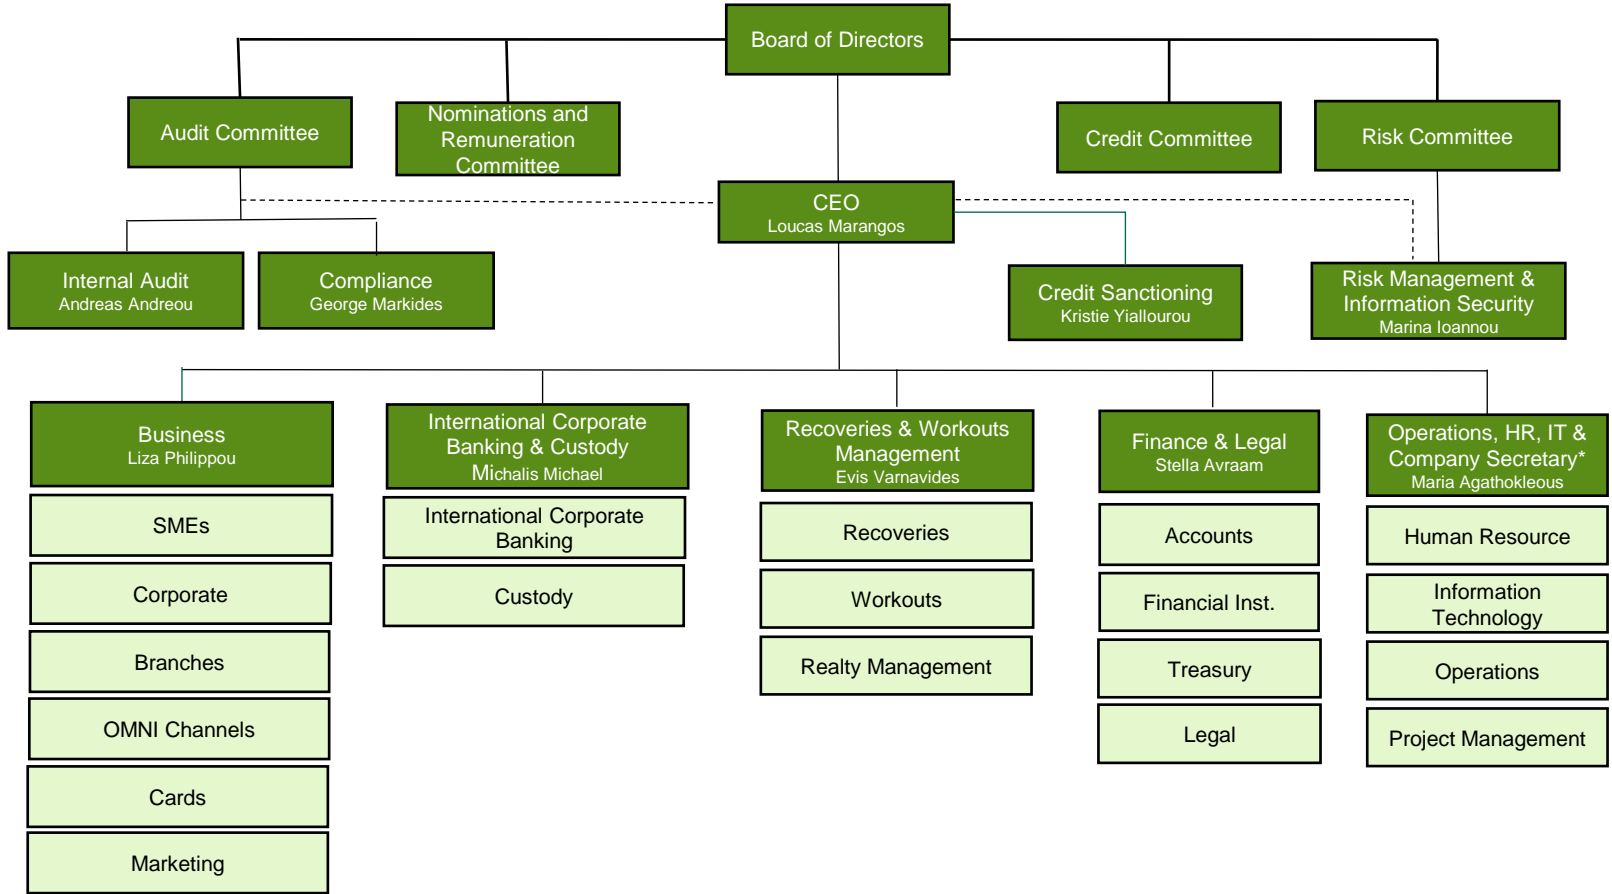 Board of Directors
Audit Committee
Nominations and
Remuneration
Committee
Credit Committee
Risk Committee
CEO
Loucas Marangos
Internal Audit
Andreas Andreou
Compliance
George Markides
Credit Sanctioning
Kristie Yiallourou
Risk Management &
Information Security
Marina Ioannou
Business
Liza Philippou
SMEs
Corporate
Branches
OMNI Channels
Cards
Marketing
International Corporate
Banking & Custody
Michalis Michael
International Corporate
Banking
Custody
Recoveries & Workouts
Management
Evis Varnavides
Recoveries
Workouts
Realty Management
Finance & Legal
Stella Avraam
Accounts
Financial Inst.
Treasury
Legal
Operations, HR, IT &
Company Secretary*
Maria Agathokleous
Human Resource
Information
Technology
Operations
Project Management